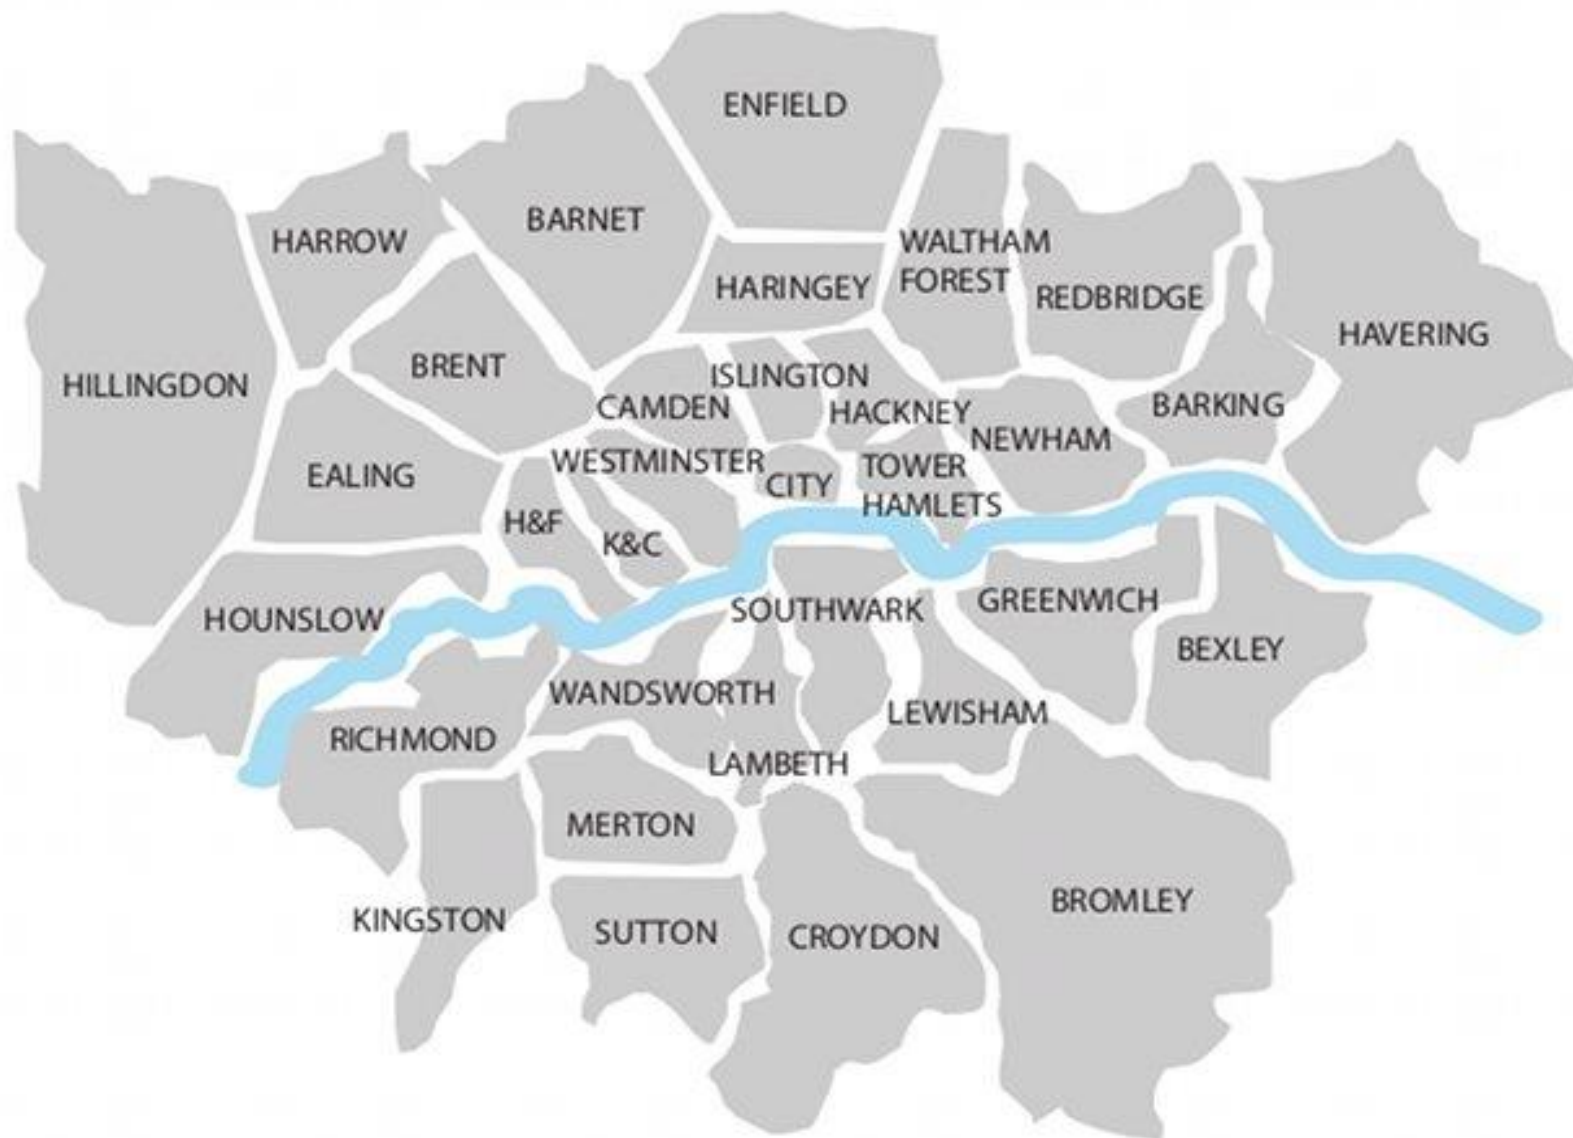 ENFIELD
BARNET
HARROW
WALTHAM
FOREST
HARINGEY
REDBRIDGE
HAVERING
BRENT
ISLINGTON
HILLINGDON
CAMDEN
HACKNEY
BARKING
NEWHAM
WESTMINSTER
TOWER
HAMLETS
EALING
CITY
H&F
K&C
GREENWICH
SOUTHWARK
HOUNSLOW
BEXLEY
WANDSWORTH
LEWISHAM
RICHMOND
LAMBETH
MERTON
BROMLEY
KINGSTON
SUTTON
CROYDON